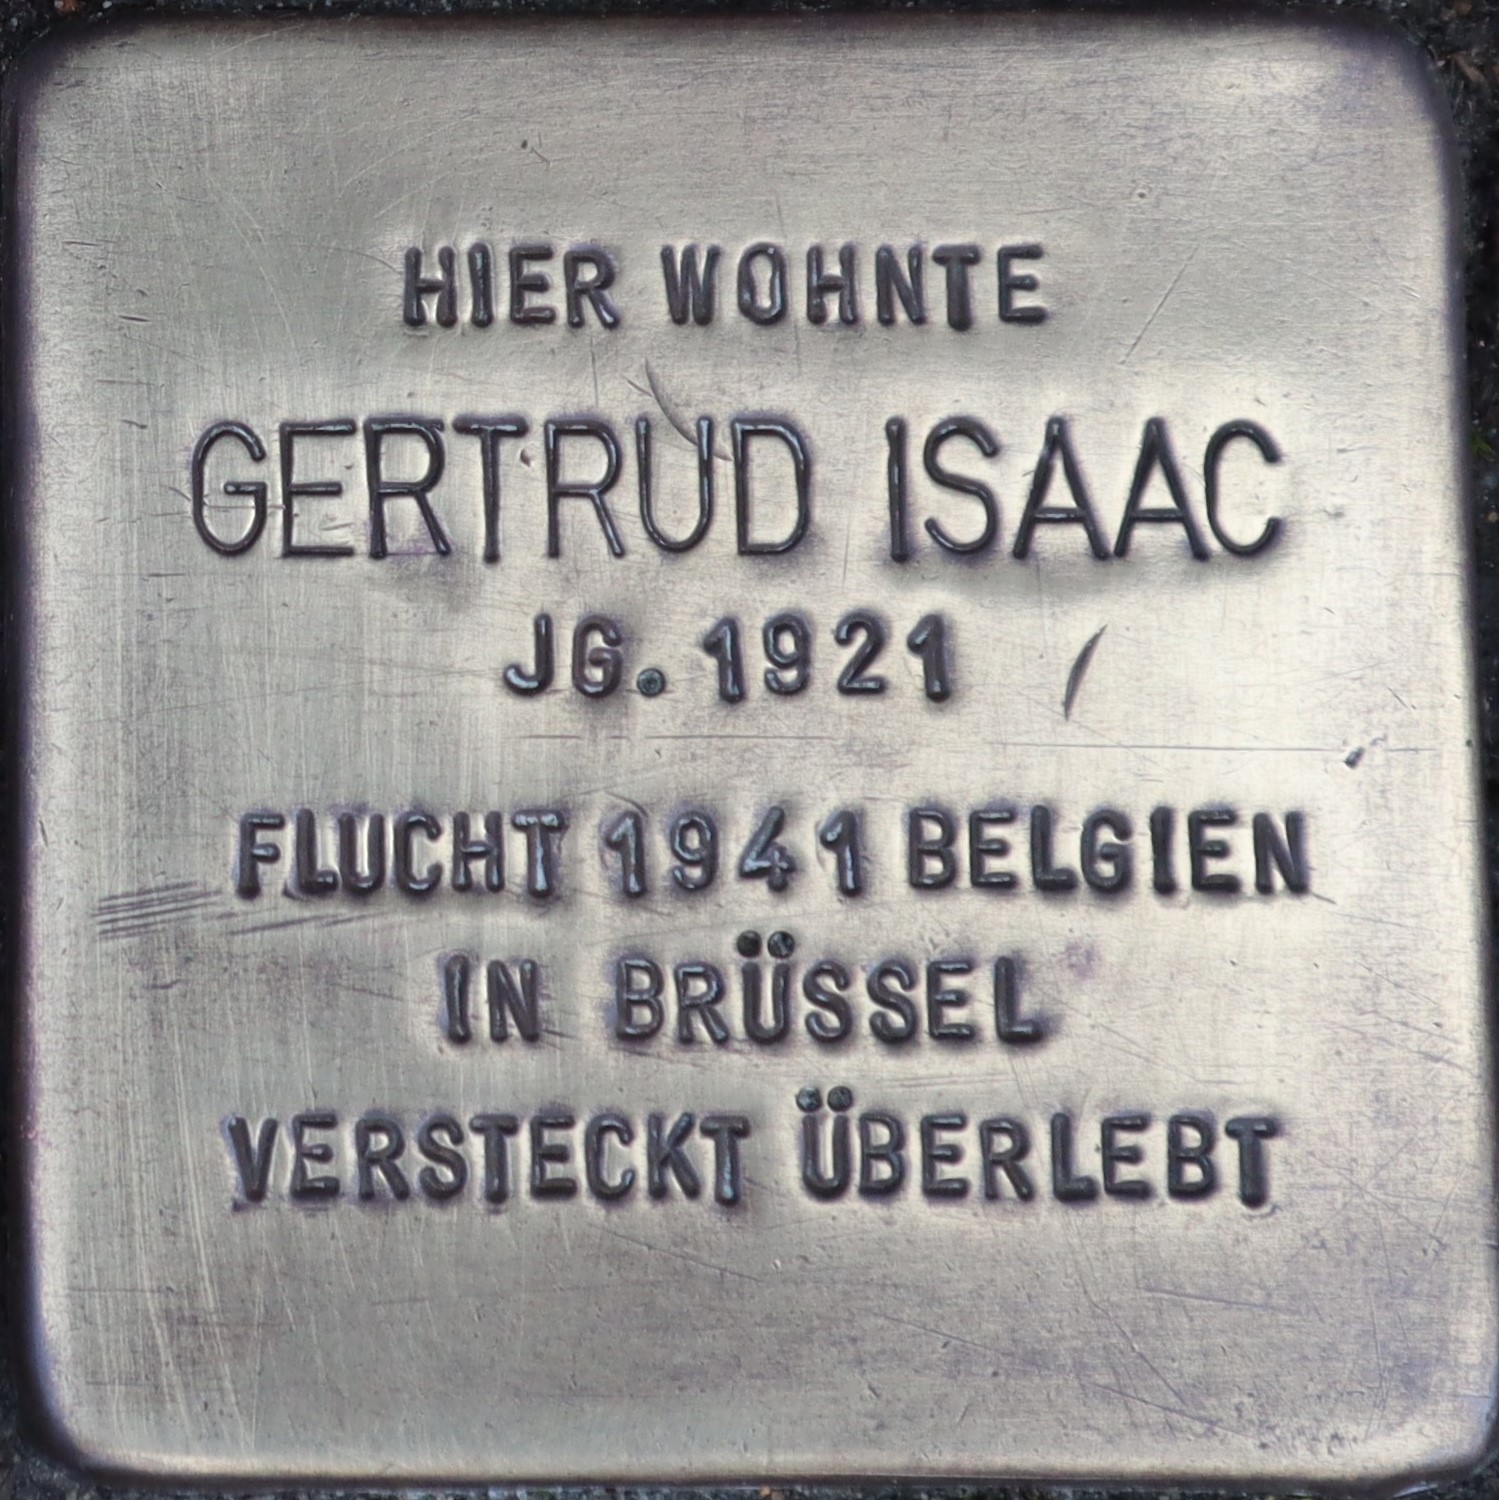 HIER WOHNTE
GERTRUD ISAAC
JG. 1921
FLUCHT 1941 BELGIEN
IN BRÜSSEL
VERSTECKT ÜBERLEBT